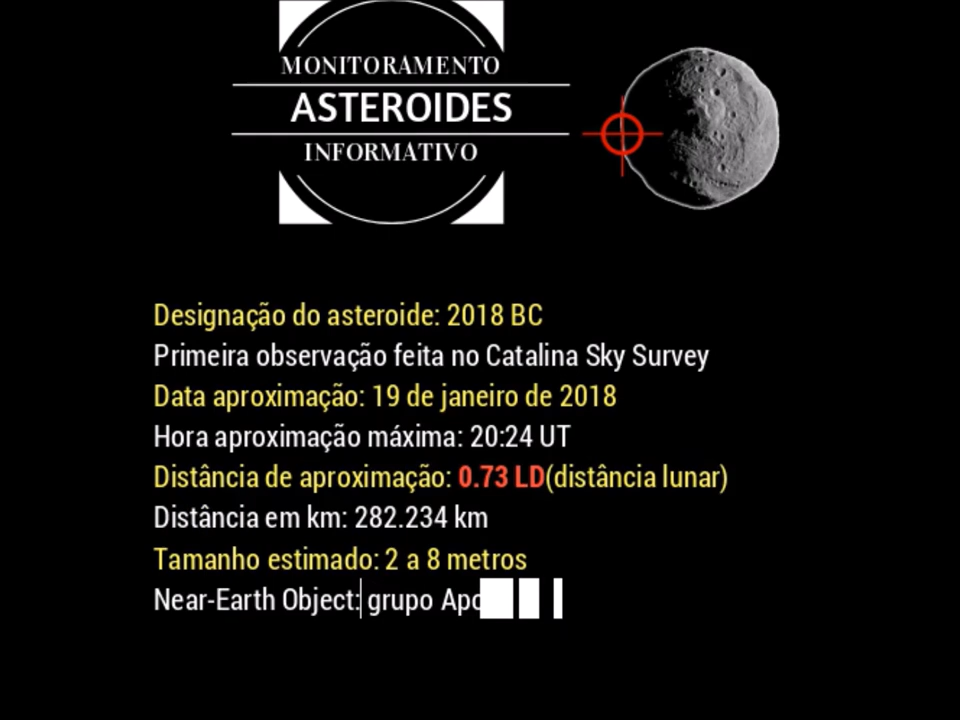 MONITORAMENTO
ASTEROIDES
INFORMATIVO
Designação do asteroide: 2018 BC
Primeira observação feita no Catalina Sky Survey
Data aproximação: 19 de janeiro de 2018
Hora aproximação máxima: 20:24 UT
Distância de aproximação: 0.73 LD(distância lunar)
Distância em km: 282.234 km
Tamanho estimado: 2 a 8 metros
Near-Earth Object: grupo